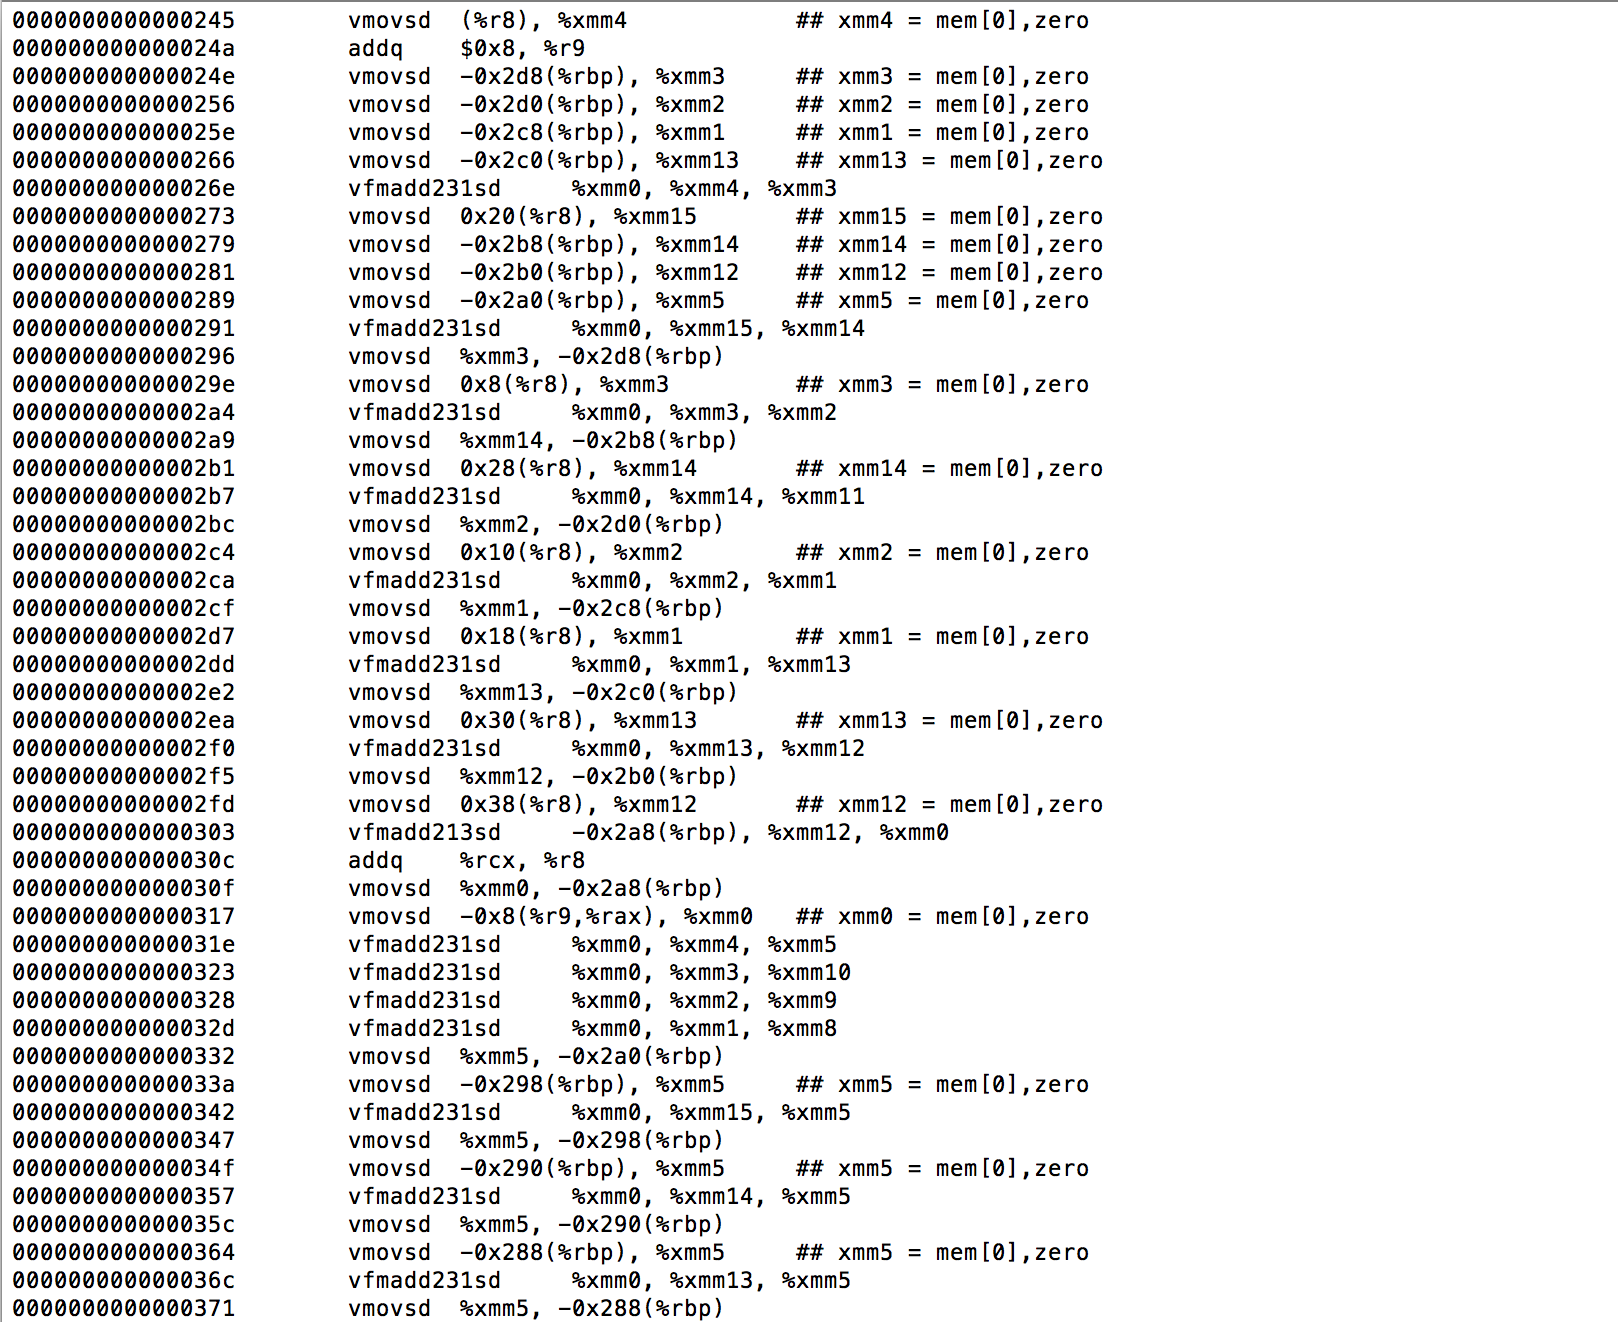 0000000000000245 vmovsd (%r8), %xmm4 ## xmm4 = mem[0],zero
000000000000024a addq $0x8, %r9
000000000000024e vmovsd -0x2d8(%rbp), %xmm3 ## xmm3 = mem[0],zero
0000000000000256 vmovsd -0x2d0(%rbp), %xmm2 ## xmm2 = mem[0],zero
000000000000025e vmovsd -0x2c8(%rbp), %xmm1 ## xmm1 = mem[0],zero
0000000000000266 vmovsd -0x2c0(%rbp), %xmm13 ## xmm13 = mem[0],zero
000000000000026e vfmadd231sd %xmm0, %xmm4, %xmm3
0000000000000273 vmovsd 0x20(%r8), %xmm15 ## xmm15 = mem[0],zero
0000000000000279 vmovsd -0x2b8(%rbp), %xmm14 ## xmm14 = mem[0],zero
0000000000000281 vmovsd -0x2b0(%rbp), %xmm12 ## xmm12 = mem[0],zero
0000000000000289 vmovsd -0x2a0(%rbp), %xmm5 ## xmm5 = mem[0],zero
0000000000000291 vfmadd231sd %xmm0, %xmm15, %xmm14
0000000000000296 vmovsd %xmm3, -0x2d8(%rbp)
000000000000029e vmovsd 0x8(%r8), %xmm3 ## xmm3 = mem[0],zero
00000000000002a4 vfmadd231sd %xmm0, %xmm3, %xmm2
00000000000002a9 vmovsd %xmm14, -0x2b8(%rbp)
00000000000002b1 vmovsd 0x28(%r8), %xmm14 ## xmm14 = mem[0],zero
00000000000002b7 vfmadd231sd %xmm0, %xmm14, %xmm11
00000000000002bc vmovsd %xmm2, -0x2d0(%rbp)
00000000000002c4 vmovsd 0x10(%r8), %xmm2 ## xmm2 = mem[0],zero
00000000000002ca vfmadd231sd %xmm0, %xmm2, %xmm1
00000000000002cf vmovsd %xmm1, -0x2c8(%rbp)
00000000000002d7 vmovsd 0x18(%r8), %xmm1 ## xmm1 = mem[0],zero
00000000000002dd vfmadd231sd %xmm0, %xmm1, %xmm13
00000000000002e2 vmovsd %xmm13, -0x2c0(%rbp)
00000000000002ea vmovsd 0x30(%r8), %xmm13 ## xmm13 = mem[0],zero
00000000000002f0 vfmadd231sd %xmm0, %xmm13, %xmm12
00000000000002f5 vmovsd %xmm12, -0x2b0(%rbp)
00000000000002fd vmovsd 0x38(%r8), %xmm12 ## xmm12 = mem[0],zero
0000000000000303 vfmadd213sd -0x2a8(%rbp), %xmm12, %xmm0
000000000000030c addq %rcx, %r8
000000000000030f vmovsd %xmm0, -0x2a8(%rbp)
0000000000000317 vmovsd -0x8(%r9,%rax), %xmm0 ## xmm0 = mem[0],zero
000000000000031e vfmadd231sd %xmm0, %xmm4, %xmm5
0000000000000323 vfmadd231sd %xmm0, %xmm3, %xmm10
0000000000000328 vfmadd231sd %xmm0, %xmm2, %xmm9
000000000000032d vfmadd231sd %xmm0, %xmm1, %xmm8
0000000000000332 vmovsd %xmm5, -0x2a0(%rbp)
000000000000033a vmovsd -0x298(%rbp), %xmm5 ## xmm5 = mem[0],zero
0000000000000342 vfmadd231sd %xmm0, %xmm15, %xmm5
0000000000000347 vmovsd %xmm5, -0x298(%rbp)
000000000000034f vmovsd -0x290(%rbp), %xmm5 ## xmm5 = mem[0],zero
0000000000000357 vfmadd231sd %xmm0, %xmm14, %xmm5
000000000000035c vmovsd %xmm5, -0x290(%rbp)
0000000000000364 vmovsd -0x288(%rbp), %xmm5 ## xmm5 = mem[0],zero
000000000000036c vfmadd231sd %xmm0, %xmm13, %xmm5
0000000000000371 vmovsd %xmm5, -0x288(%rbp)